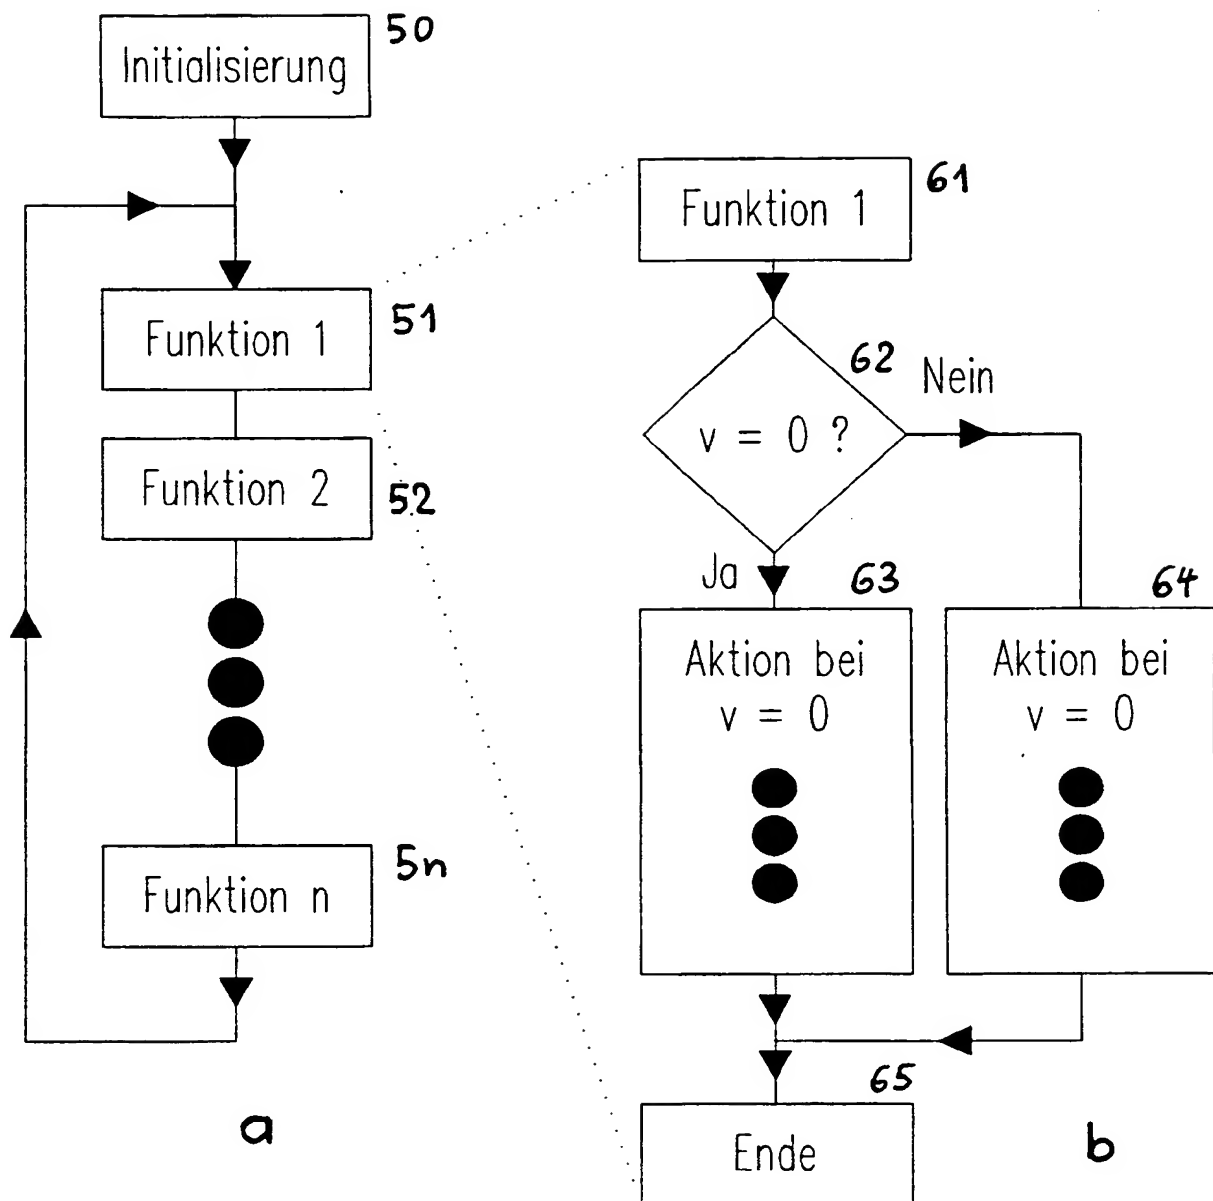 50
Initialisierung
Funktion 1
51
Funktion 2
52
Funktion n
5n
a
61
Funktion 1
62
v = 0 ?
Nein
Ja
63
Aktion bei
v = 0
64
Aktion bei
v = 0
65
Ende
b